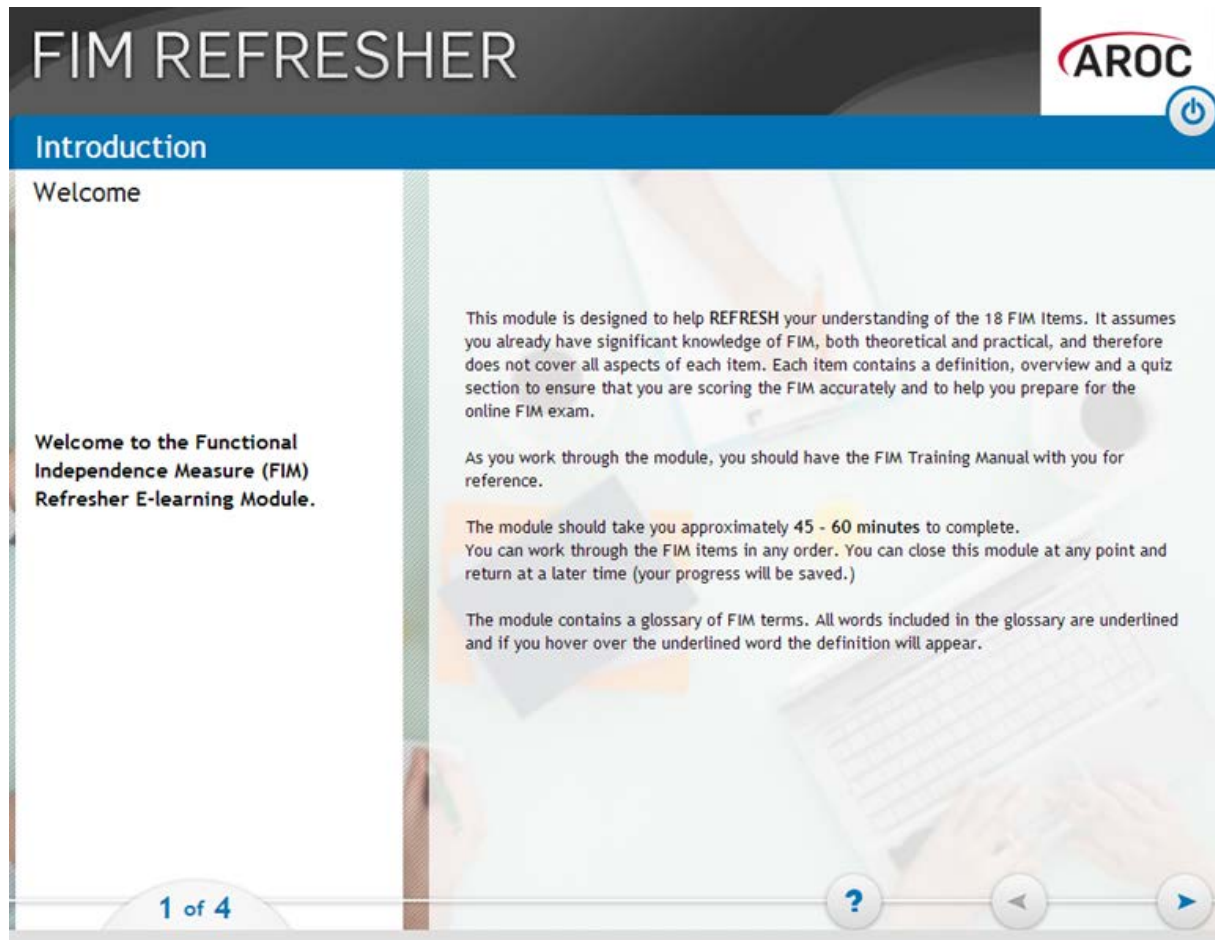 FIM REFRESHER
AROC
Introduction
Welcome
Welcome to the Functional
Independence Measure (FIM)
Refresher E-learning Module.
This module is designed to help REFRESH your understanding of the 18 FIM Items. It assumes
you already have significant knowledge of FIM, both theoretical and practical, and therefore
does not cover all aspects of each item. Each item contains a definition, overview and a quiz
section to ensure that you are scoring the FIM accurately and to help you prepare for the
online FIM exam.
As you work through the module, you should have the FIM Training Manual with you for
reference.
The module should take you approximately 45 - 60 minutes to complete.
You can work through the FIM items in any order. You can close this module at any point and
return at a later time (your progress will be saved.)
The module contains a glossary of FIM terms. All words included in the glossary are underlined
and if you hover over the underlined word the definition will appear.
1 of 4
?